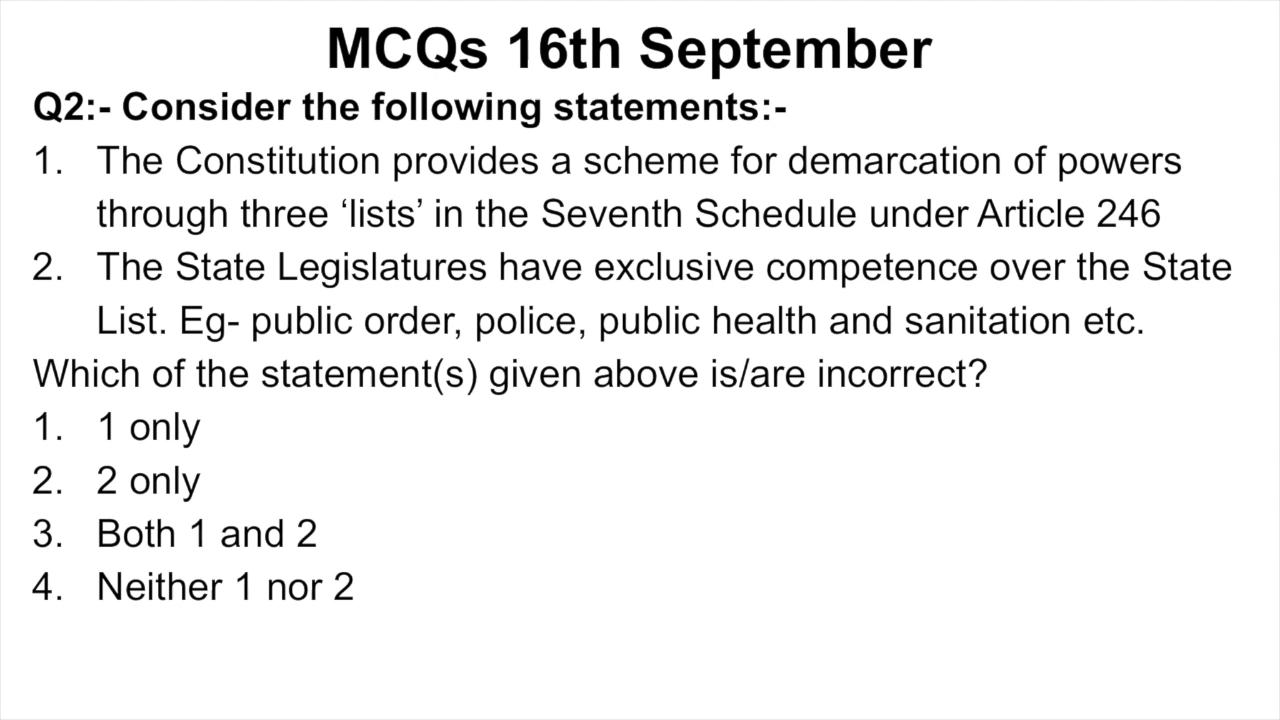 MCQs 16th September
Q2:- Consider the following statements:-
1. The Constitution provides a scheme for demarcation of powers
through three ‘lists’ in the Seventh Schedule under Article 246
2. The State Legislatures have exclusive competence over the State
List. Eg- public order, police, public health and sanitation etc.
Which of the statement(s) given above is/are incorrect?
1. 1 only
2. 2 only
3. Both 1 and 2
4. Neither 1 nor 2